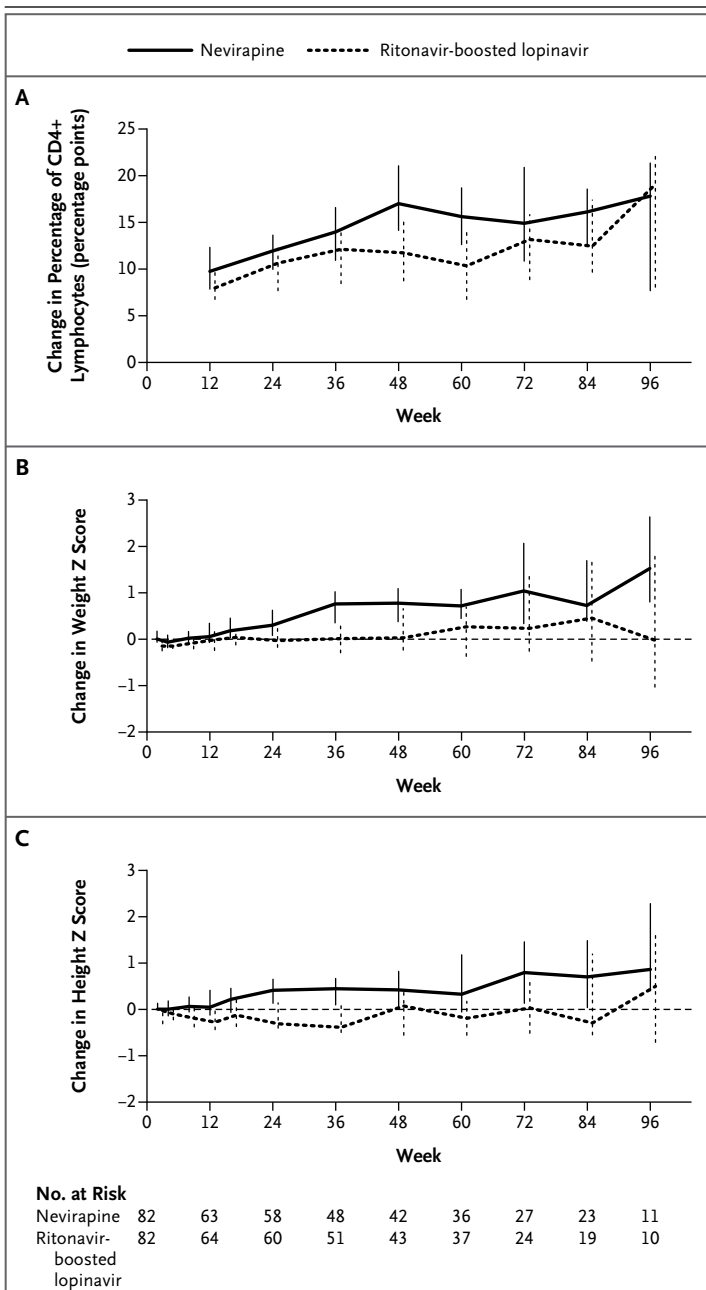 Nevirapine Ritonavir-boosted lopinavir
A
Change in Percentage of CD4+
Lymphocytes (percentage points)
25
20
15
10
5
0
0 12 24 36 48 60 72 84 96
Week
B
Change in Weight Z Score
3
2
1
0
−1
−2
0 12 24 36 48 60 72 84 96
Week
C
Change in Height Z Score
3
2
1
0
−1
−2
0 12 24 36 48 60 72 84 96
Week
No. at Risk
Nevirapine 82 63 58 48 42 36 27 23 11
Ritonavir- 82 64 60 51 43 37 24 19 10
boosted
lopinavir